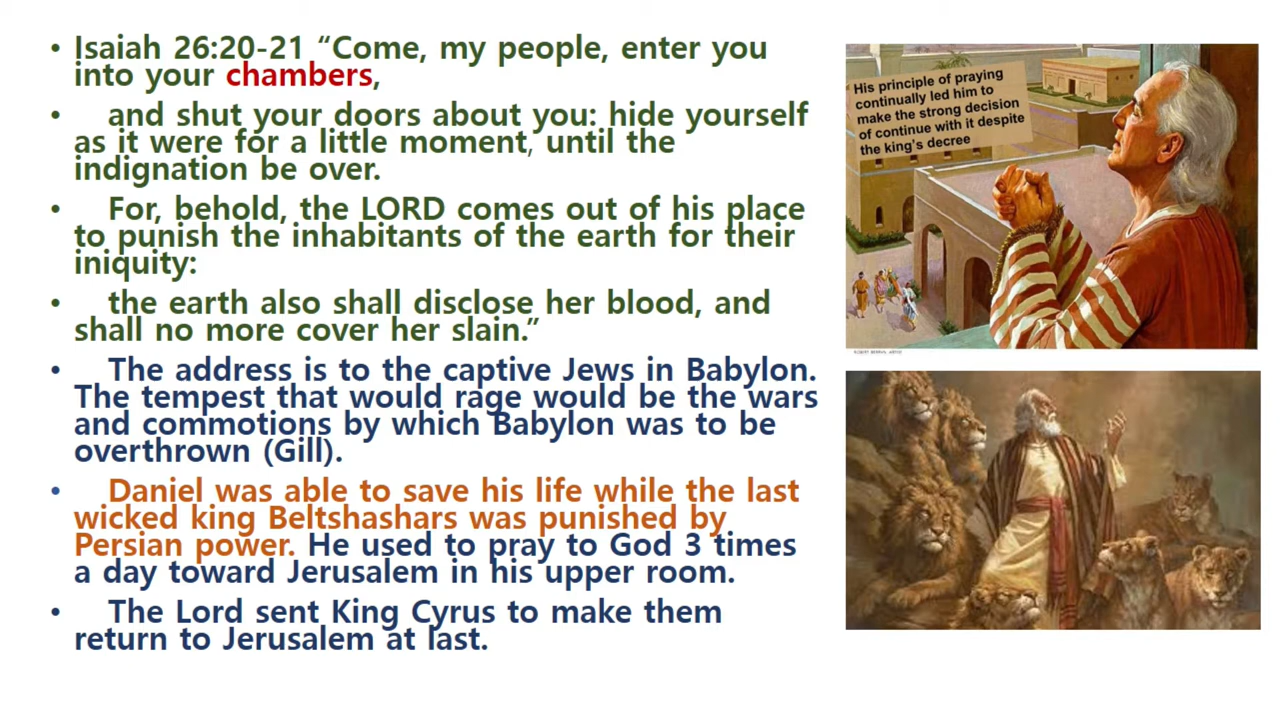 • Isaiah 26:20-21 “Come, my people, enter you
into your chambers,
• and shut your doors about you: hide yourself
as it were for a little moment, until the
indignation be over.
• For, behold, the LORD comes out of his place
to punish the inhabitants of the earth for their
iniquity:
• the earth also shall disclose her blood, and
shall no more cover her slain.”
• The address is to the captive Jews in Babylon.
The tempest that would rage would be the wars
and commotions by which Babylon was to be
overthrown (Gill).
• Daniel was able to save his life while the last
wicked king Beltshashars was punished by
Persian power. He used to pray to God 3 times
a day toward Jerusalem in his upper room.
• The Lord sent King Cyrus to make them
return to Jerusalem at last.
His principle of praying
continually led him to
make the strong decision
of continue with it despite
the king's decree